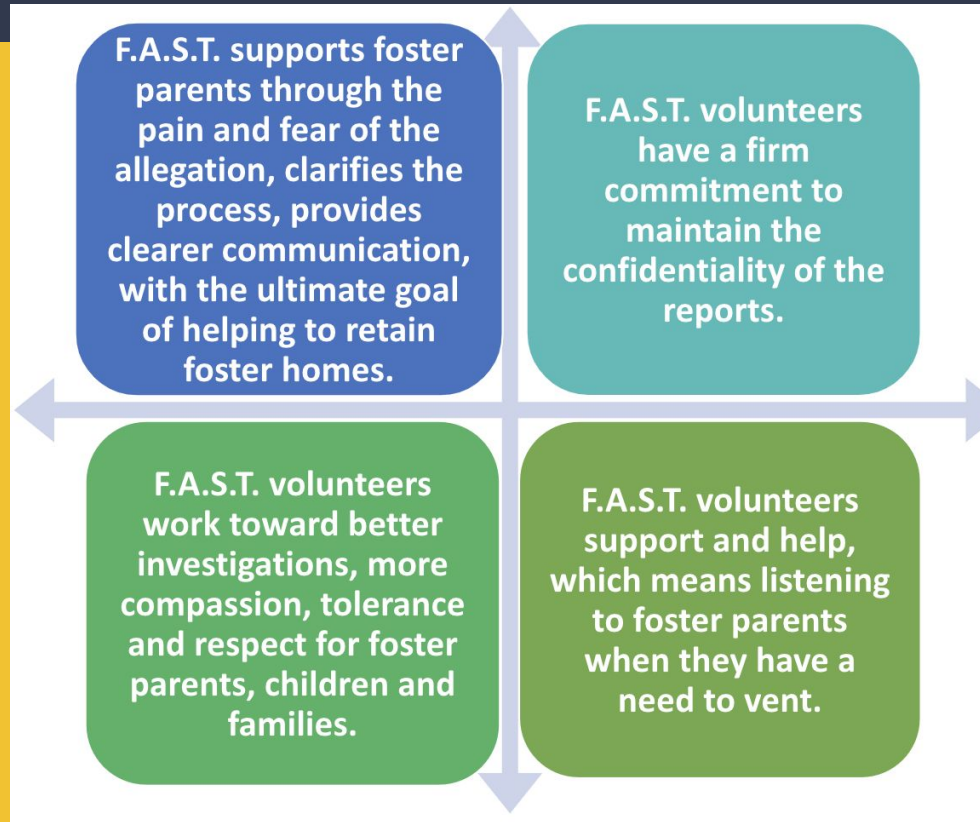 F.A.S.T. supports foster
parents through the
pain and fear of the
allegation, clarifies the
process, provides
clearer communication,
with the ultimate goal
of helping to retain
foster homes.
F.A.S.T. volunteers
have a firm
commitment to
maintain the
confidentiality of the
reports.
F.A.S.T. volunteers
work toward better
investigations, more
compassion, tolerance
and respect for foster
parents, children and
families.
F.A.S.T. volunteers
support and help,
which means listening
to foster parents
when they have a
need to vent.